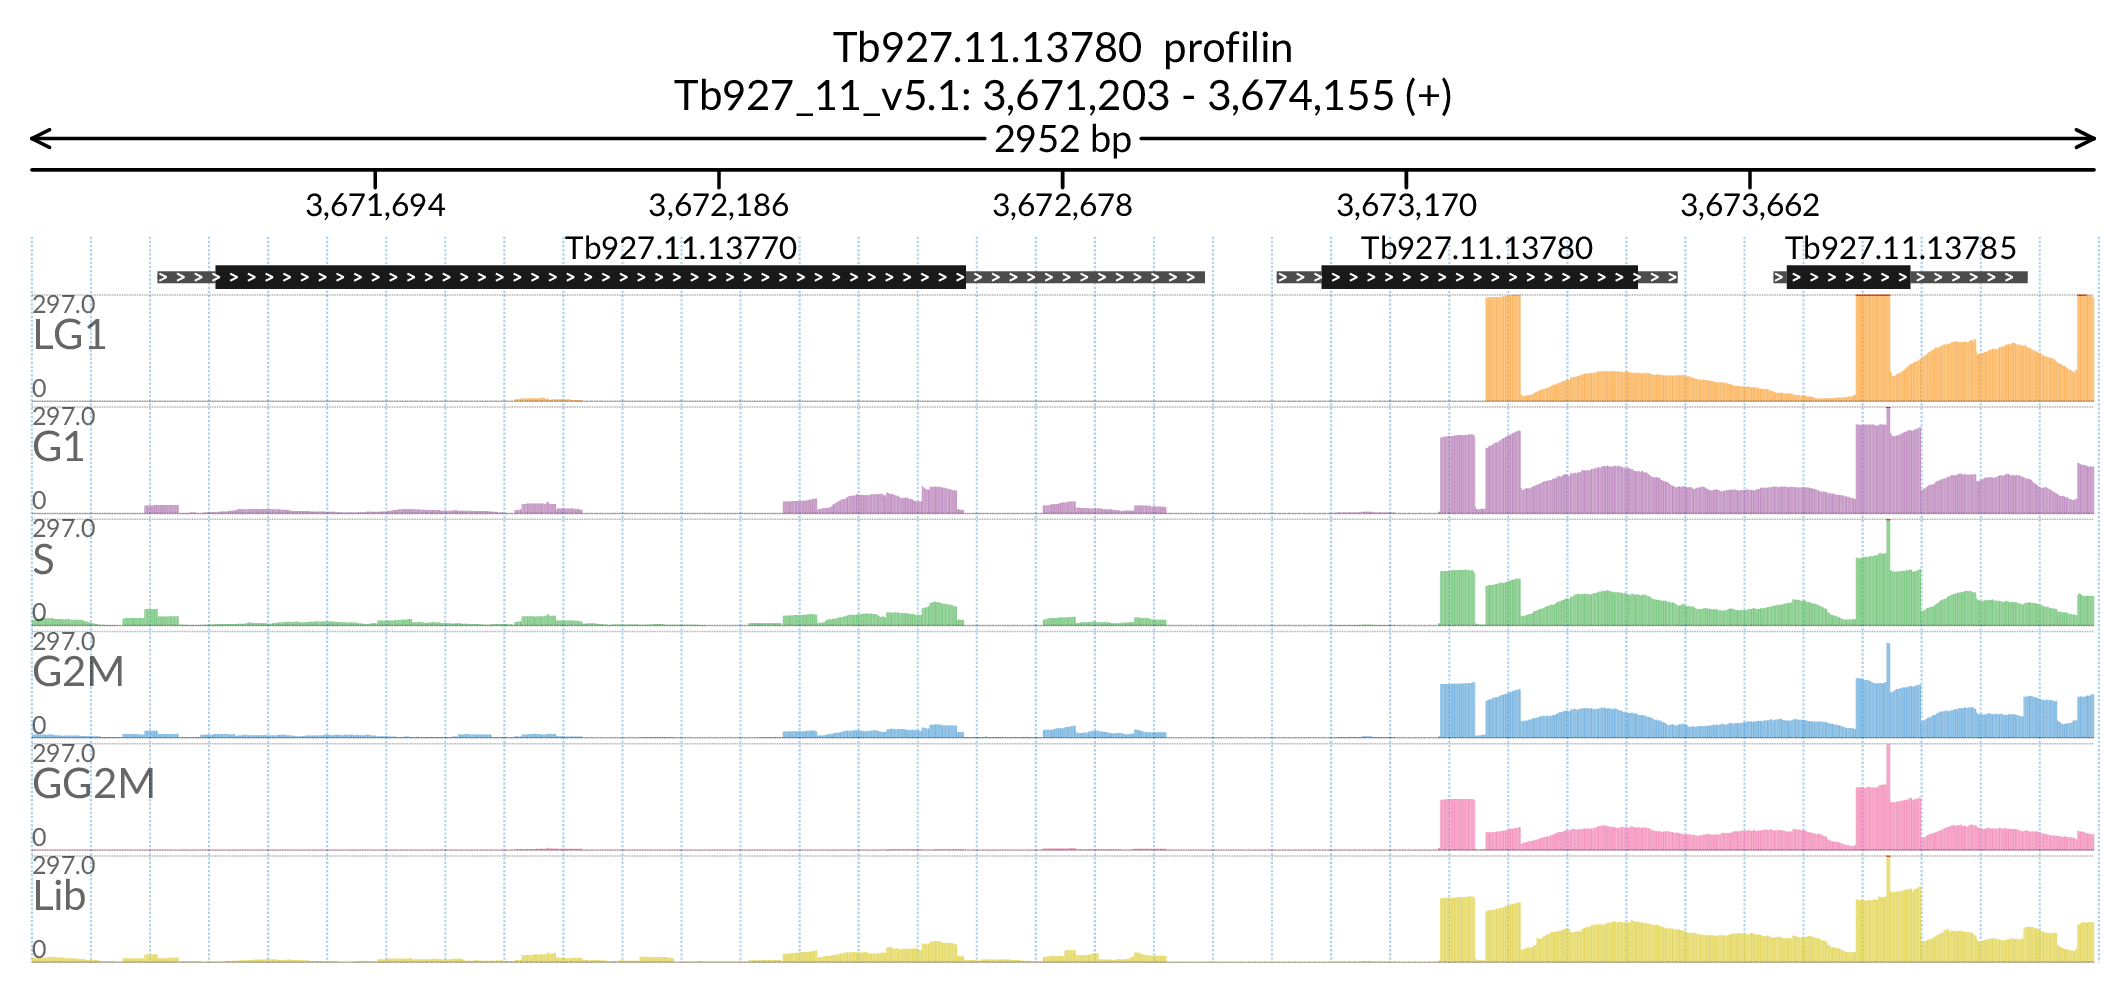 Tb927.11.13780 profilin
Tb927_11_v5.1: 3,671,203 - 3,674,155 (+)
2952 bp
3,671,694 3,672,186 3,672,678 3,673,170 3,673,662
Tb927.11.13770 Tb927.11.13780 Tb927.11.13785
297.0
LG1
0
297.0
G1
0
297.0
S
0
297.0
G2M
0
297.0
GG2M
0
297.0
Lib
0